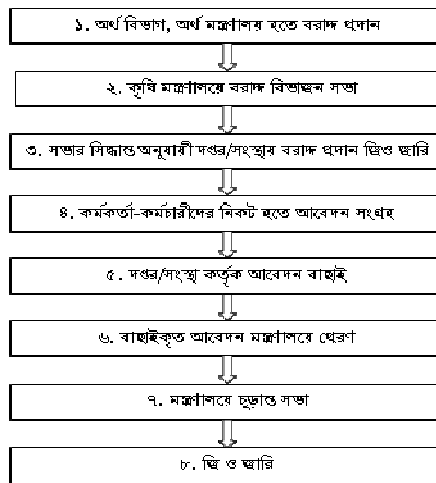 ১. অর্থ বিভাগ, অর্থ মন্ত্রণালয় হতে বরাদ্দ প্রদান
২. কৃষি মন্ত্রণালয়ে বরাদ্দ বিভাজন সভা
৩. সভার সিদ্ধান্ত অনুযায়ী দপ্তর/সংস্থায় বরাদ্দ প্রদান জিও জারি
৪. কর্মকর্তা-কর্মচারীদের নিকট হতে আবেদন সংগ্রহ
৫. দপ্তর/সংস্থা কর্তৃক আবেদন বাছাই
৬. বাছাইকৃত আবেদন মন্ত্রণালয়ে প্রেরণ
৭. মন্ত্রণালয়ে চূড়ান্ত সভা
৮. জি ও জারি